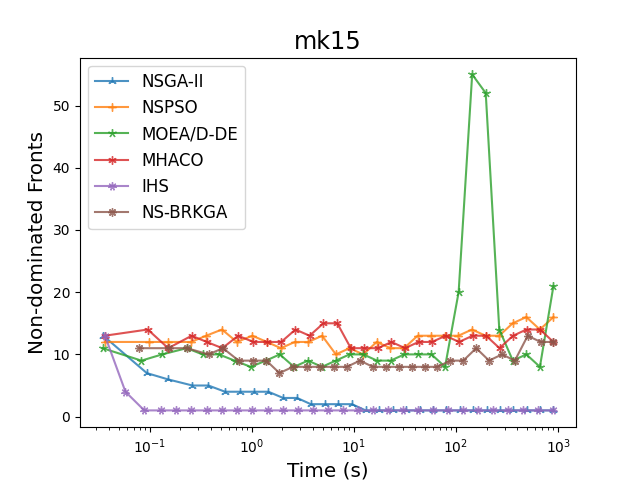 mk15
Non-dominated Fronts
50
40
30
20
10
0
NSGA-II
NSPSO
MOEA/D-DE
MHACO
IHS
NS-BRKGA
10⁻¹ 10⁰ 10¹ 10² 10³
Time (s)